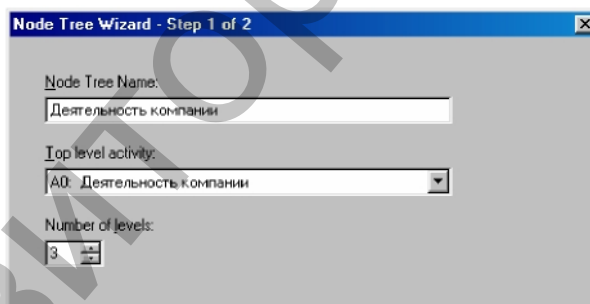 Node Tree Wizard - Step 1 of 2
Node Tree Name:
Деятельность компании
Top level activity:
A0: Деятельность компании
Number of levels:
3